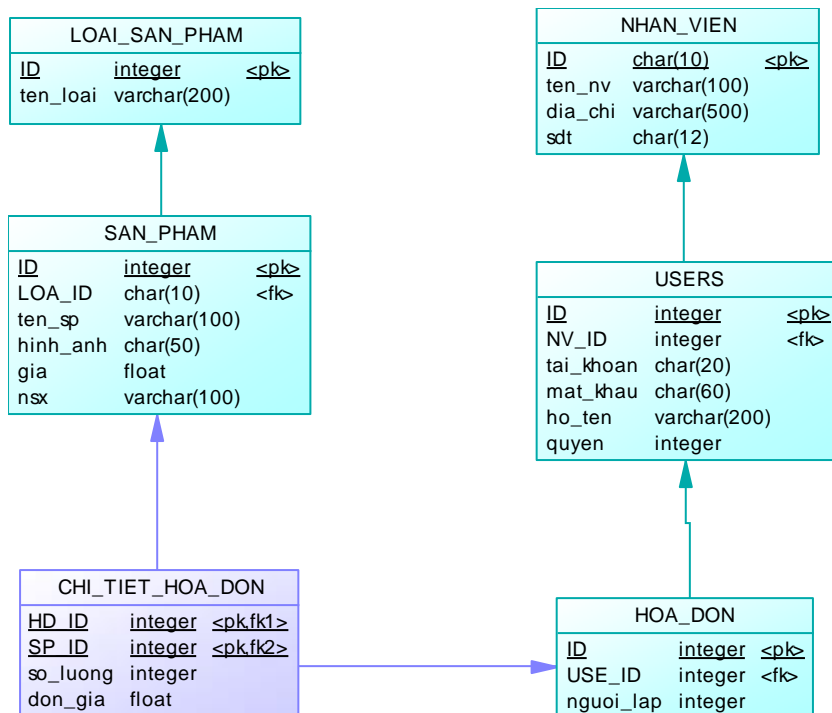 LOAI_SAN_PHAM
ID integer <pk>
ten_loai varchar(200)
NHAN_VIEN
ID char(10) <pk>
ten_nv varchar(100)
dia_chi varchar(500)
sdt char(12)
SAN_PHAM
ID integer <pk>
LOA_ID char(10) <fk>
ten_sp varchar(100)
hinh_anh char(50)
gia float
nsx varchar(100)
USERS
ID integer <pk>
NV_ID integer <fk>
tai_khoan char(20)
mat_khau char(60)
ho_ten varchar(200)
quyen integer
CHI_TIET_HOA_DON
HD_ID integer <pk,fk1>
SP_ID integer <pk,fk2>
so_luong integer
don_gia float
HOA_DON
ID integer <pk>
USE_ID integer <fk>
nguoi_lap integer